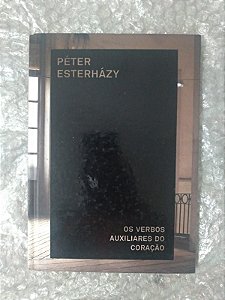 PÉTER
ESTERHÁZY
OS VERBOS
AUXILIARES DO
CORAÇÃO